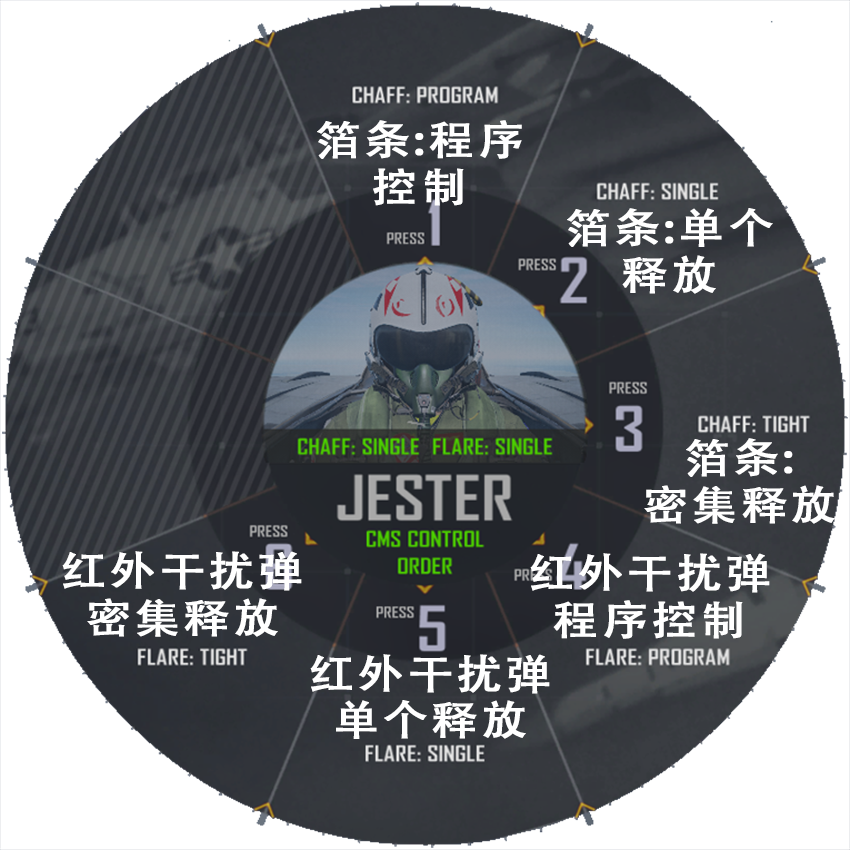 CHAFF: PROGRAM
箔条:程序
控制
PRESS 1
CHAFF: SINGLE
箔条:单个
释放
PRESS 2
PRESS 3
CHAFF: TIGHT
箔条:
密集释放
CHAFF: SINGLE FLARE: SINGLE
JESTER
CMS CONTROL
ORDER
PRESS 4
红外干扰弹
程序控制
FLARE: PROGRAM
PRESS 5
红外干扰弹
单个释放
FLARE: SINGLE
PRESS
红外干扰弹
密集释放
FLARE: TIGHT